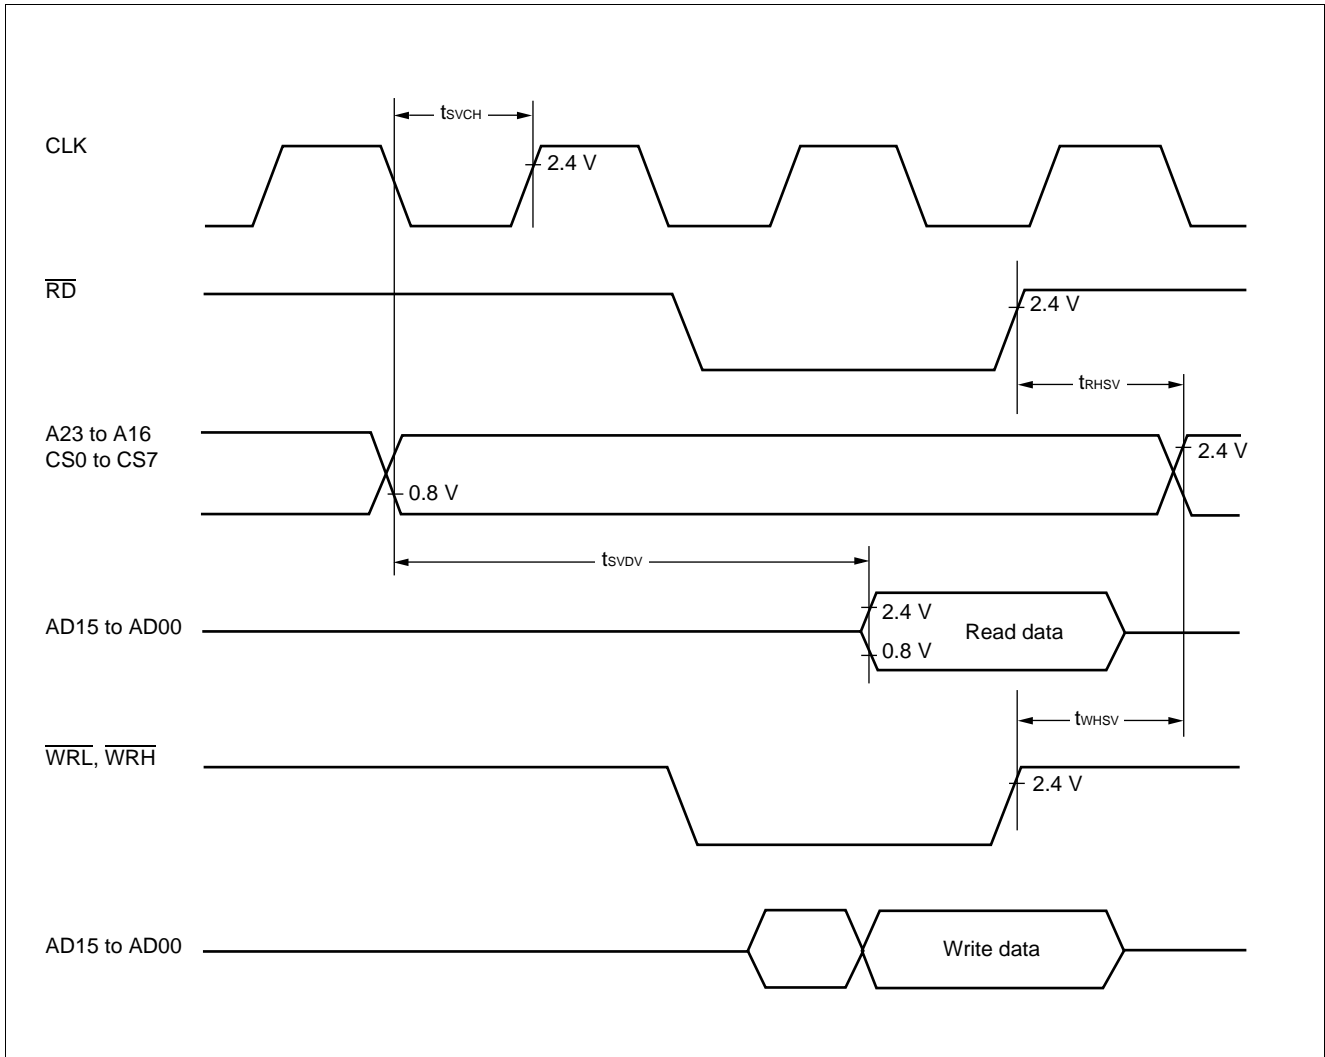 tSVCH
CLK
2.4 V
RD
2.4 V
tRHSV
A23 to A16
CS0 to CS7
2.4 V
0.8 V
tSVDV
2.4 V
AD15 to AD00
Read data
0.8 V
tWHSV
WRL, WRH
2.4 V
AD15 to AD00
Write data